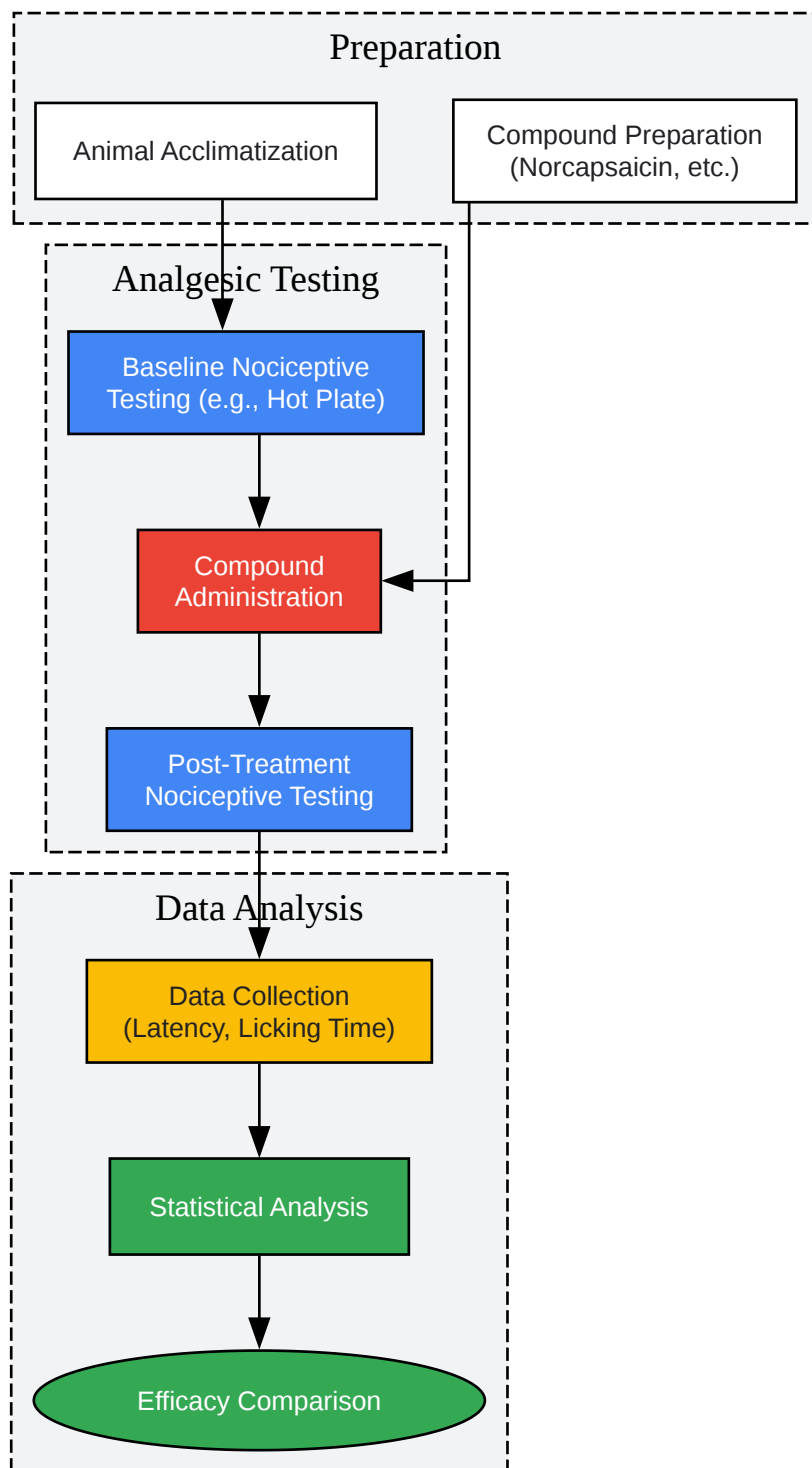 Preparation
Animal Acclimatization
Compound Preparation
(Norcapsaicin, etc.)
Analgesic Testing
Baseline Nociceptive
Testing (e.g., Hot Plate)
Compound
Administration
Post-Treatment
Nociceptive Testing
Data Analysis
Data Collection
(Latency, Licking Time)
Statistical Analysis
Efficacy Comparison